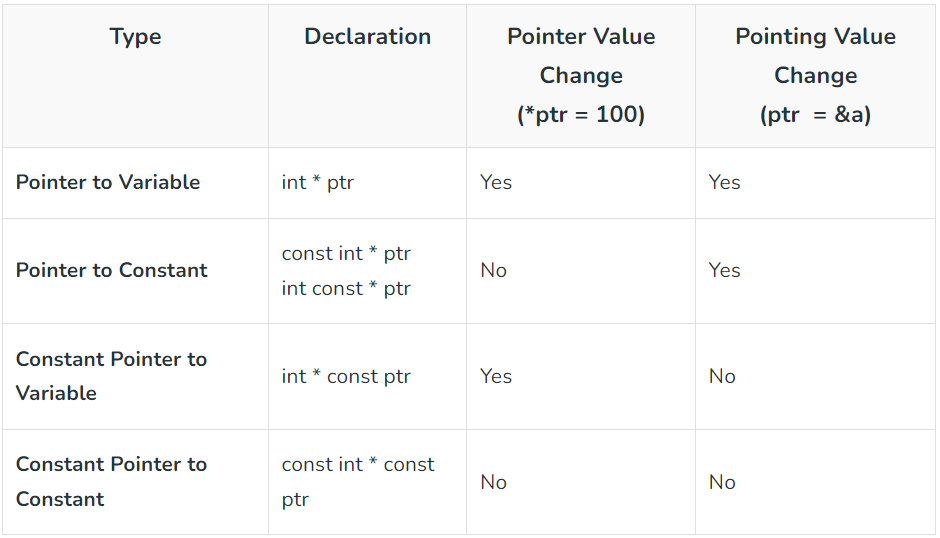 Type
Declaration
Pointer Value
Change
(*ptr = 100)
Pointing Value
Change
(ptr  = &a)
Pointer to Variable
int * ptr
Yes
Yes
Pointer to Constant
const int * ptr
int const * ptr
No
Yes
Constant Pointer to
Variable
int * const ptr
Yes
No
Constant Pointer to
Constant
const int * const
ptr
No
No